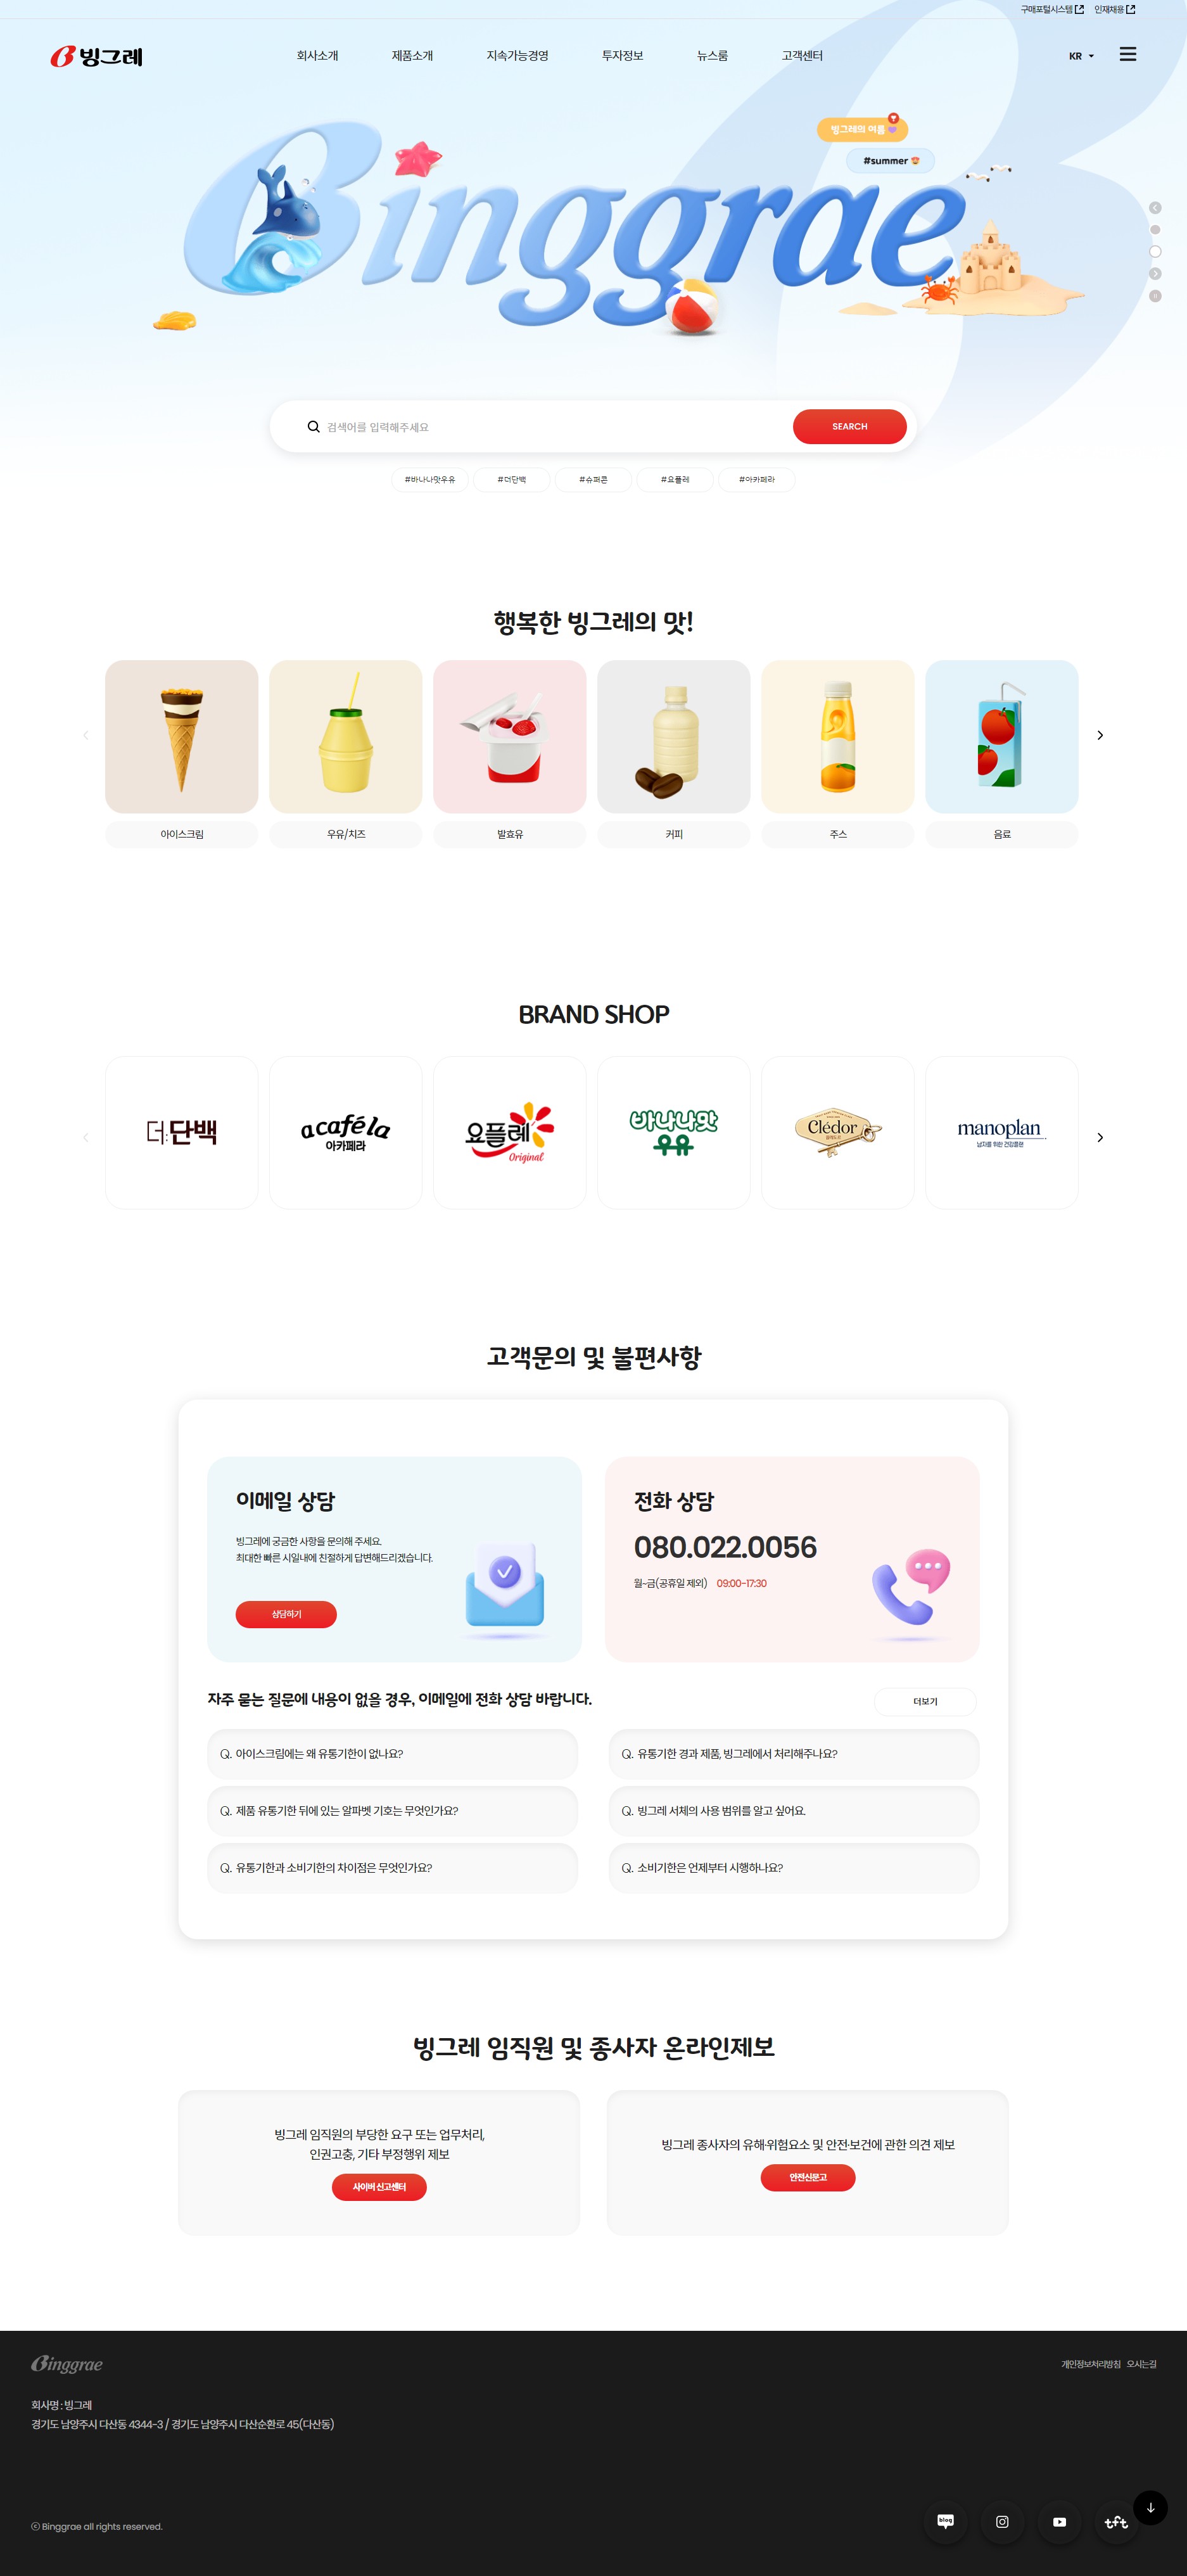 구매포털시스템 인재채용
빙그레
회사소개 제품소개 지속가능경영 투자정보 뉴스룸 고객센터
KR
빙그레의 여름
#summer
Binggrae
검색어를 입력해주세요
SEARCH
#바나나맛우유 #더단백 #슈퍼콘 #요플레 #아카페라
행복한 빙그레의 맛!
아이스크림 우유/치즈 발효유 커피 주스 음료
BRAND SHOP
더:단백
acaféla
아카페라
요플레
Original
바나나맛
우유
Clédor
끌레도르
manoplan
남자를 위한 건강플랜
고객문의 및 불편사항
이메일 상담
빙그레에 궁금한 사항을 문의해 주세요.
최대한 빠른 시일내에 친절하게 답변해드리겠습니다.
상담하기
전화 상담
080.022.0056
월~금(공휴일 제외) 09:00-17:30
자주 묻는 질문에 내용이 없을 경우, 이메일에 전화 상담 바랍니다.
더보기
Q. 아이스크림에는 왜 유통기한이 없나요?
Q. 유통기한 경과 제품, 빙그레에서 처리해주나요?
Q. 제품 유통기한 뒤에 있는 알파벳 기호는 무엇인가요?
Q. 빙그레 서체의 사용 범위를 알고 싶어요.
Q. 유통기한과 소비기한의 차이점은 무엇인가요?
Q. 소비기한은 언제부터 시행하나요?
빙그레 임직원 및 종사자 온라인제보
빙그레 임직원의 부당한 요구 또는 업무처리,
인권고충, 기타 부정행위 제보
사이버 신고센터
빙그레 종사자의 유해·위험요소 및 안전·보건에 관한 의견 제보
안전신문고
Binggrae
개인정보처리방침 오시는길
회사명 : 빙그레
경기도 남양주시 다산동 4344-3 / 경기도 남양주시 다산순환로 45(다산동)
ⓒ Binggrae all rights reserved.
blog
tft